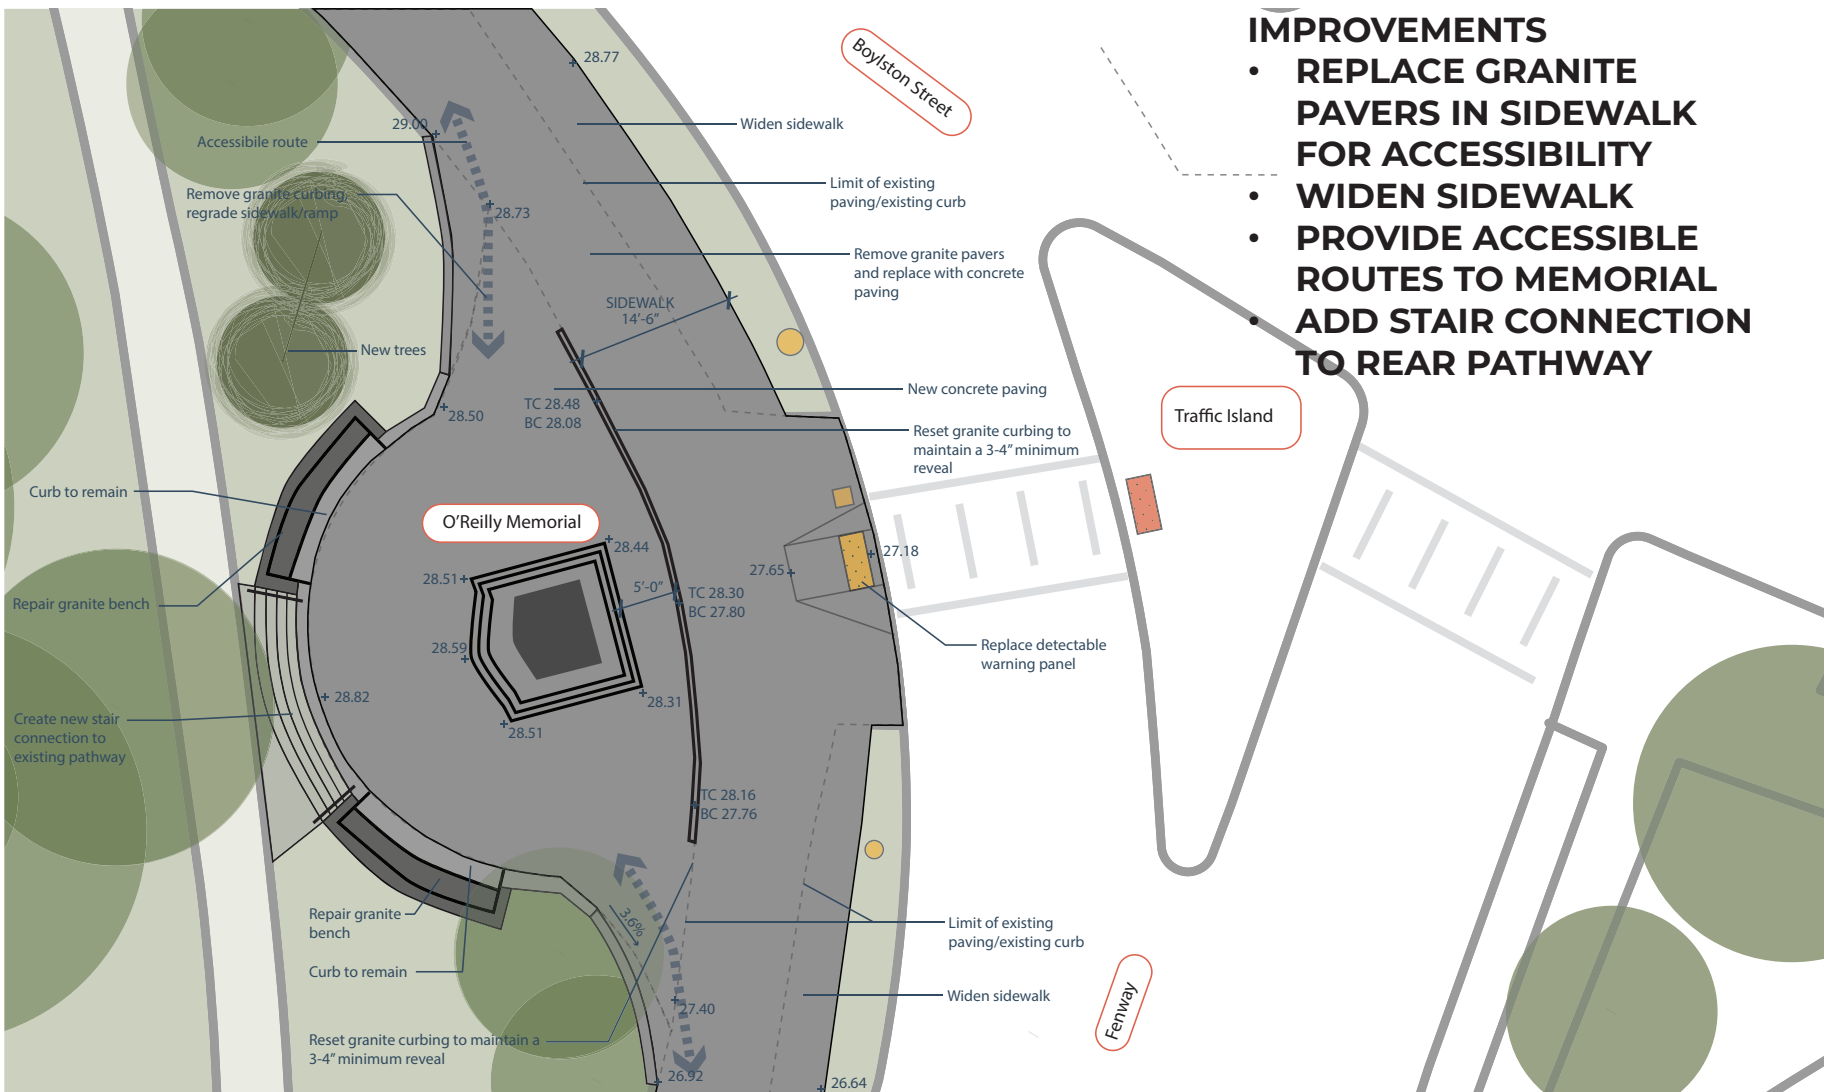 IMPROVEMENTS
• REPLACE GRANITE
PAVERS IN SIDEWALK
FOR ACCESSIBILITY
• WIDEN SIDEWALK
• PROVIDE ACCESSIBLE
ROUTES TO MEMORIAL
• ADD STAIR CONNECTION
TO REAR PATHWAY
Boylston Street
28.77
29.00
Widen sidewalk
Accessibile route
Limit of existing
paving/existing curb
Remove granite curbing,
regrade sidewalk/ramp
28.73
Remove granite pavers
and replace with concrete
paving
SIDEWALK
14'-6"
New trees
New concrete paving
TC 28.48
BC 28.08
28.50
Traffic Island
Reset granite curbing to
maintain a 3-4" minimum
reveal
Curb to remain
O'Reilly Memorial
28.44
27.18
28.51
27.65
5'-0"
TC 28.30
BC 27.80
Repair granite bench
28.59
Replace detectable
warning panel
28.82
28.31
28.51
Create new stair
connection to
existing pathway
TC 28.16
BC 27.76
Repair granite
bench
3.6%
Limit of existing
paving/existing curb
Curb to remain
Widen sidewalk
27.40
Fenway
Reset granite curbing to maintain a
3-4" minimum reveal
26.92
26.64